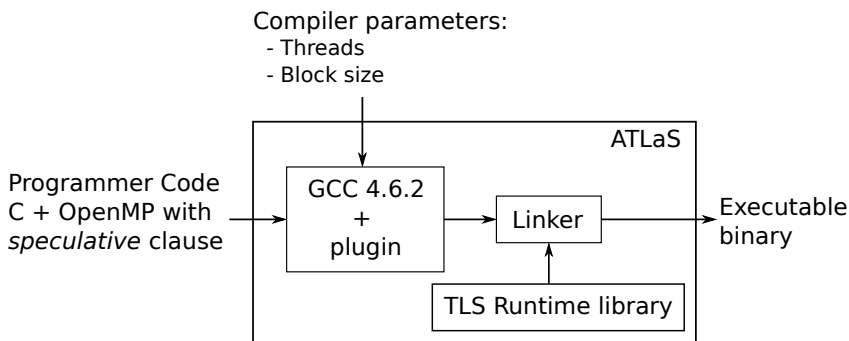 Compiler parameters:
- Threads
- Block size
ATLaS
Programmer Code
C + OpenMP with
speculative clause
GCC 4.6.2
+
plugin
Linker
Executable
binary
TLS Runtime library